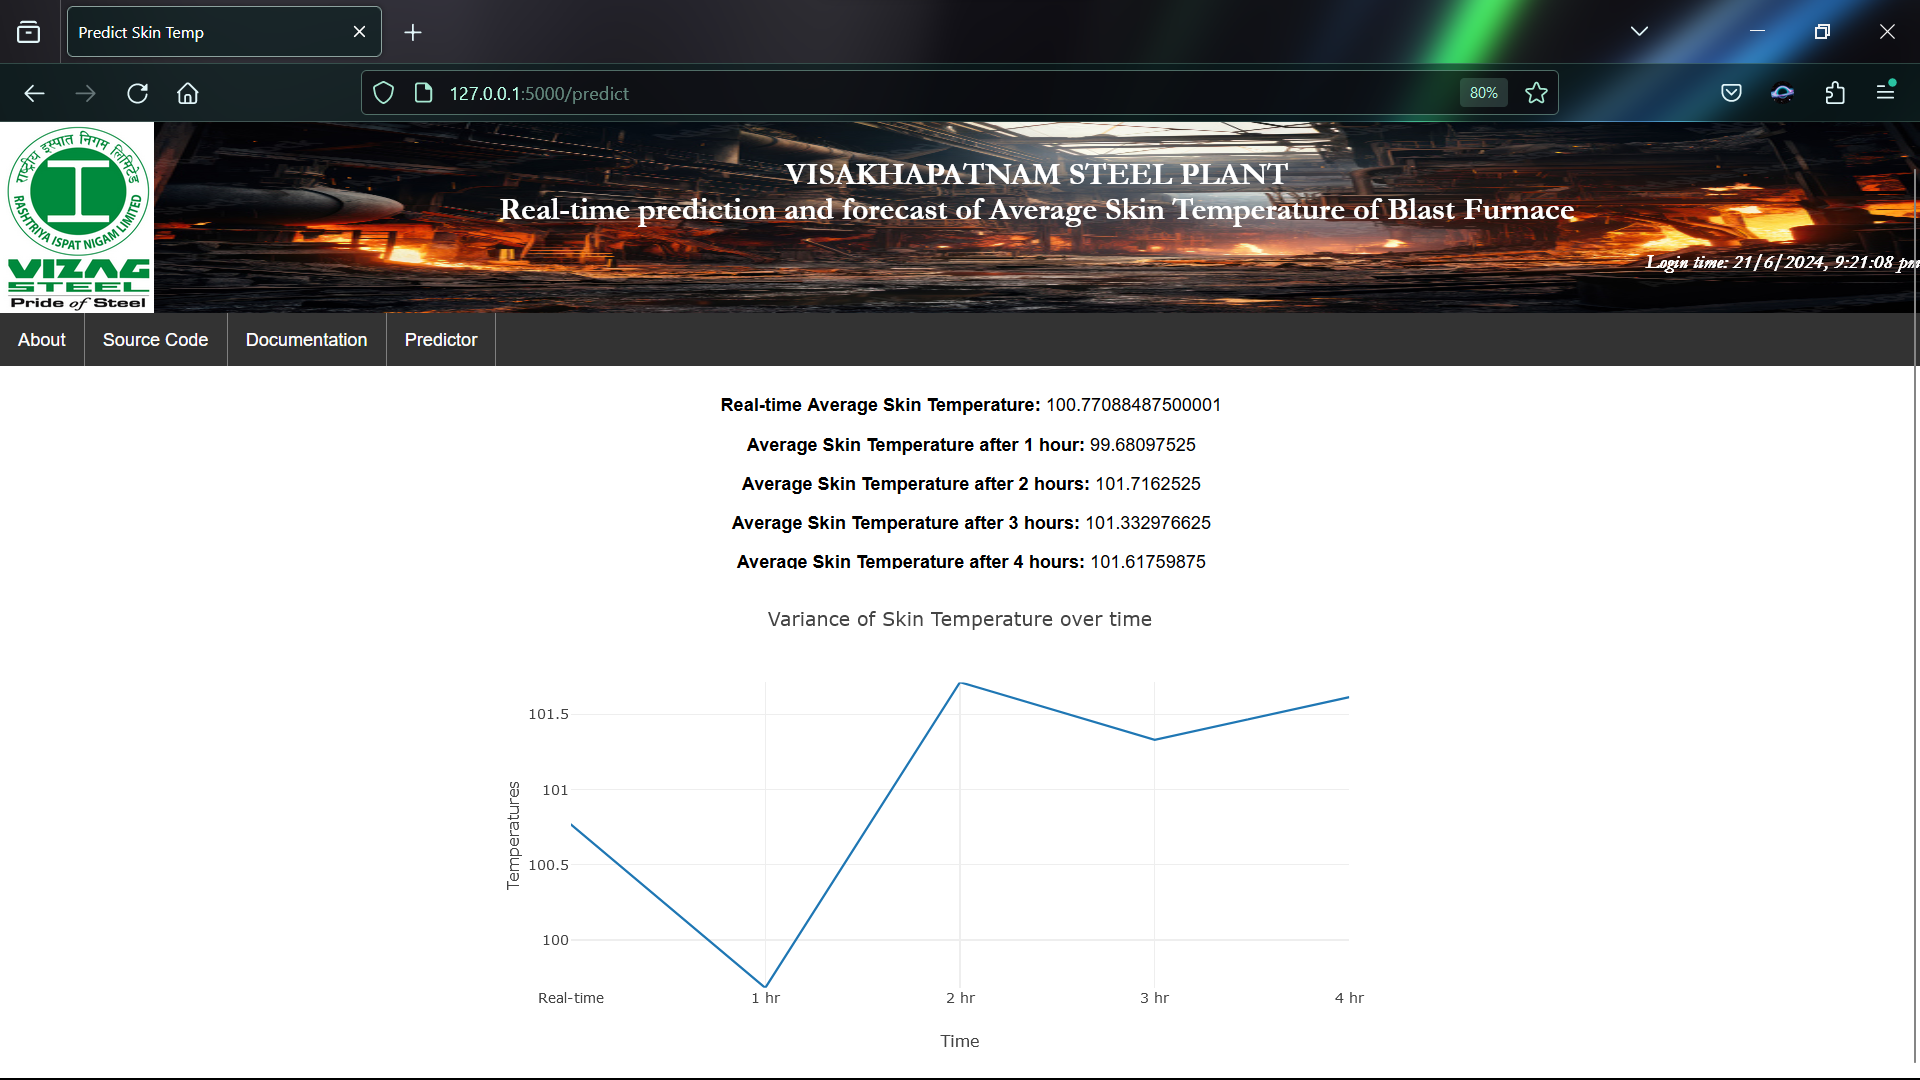 Predict Skin Temp
127.0.0.1:5000/predict
80%
राष्ट्रीय इस्पात निगम लिमिटेड
RASHTRIYA ISPAT NIGAM LIMITED
VIZAG
STEEL
Pride of Steel
VISAKHAPATNAM STEEL PLANT
Real-time prediction and forecast of Average Skin Temperature of Blast Furnace
Login time: 21/6/2024, 9:21:08 pm
About
Source Code
Documentation
Predictor
Real-time Average Skin Temperature: 100.77088487500001
Average Skin Temperature after 1 hour: 99.68097525
Average Skin Temperature after 2 hours: 101.7162525
Average Skin Temperature after 3 hours: 101.332976625
Average Skin Temperature after 4 hours: 101.61759875
Variance of Skin Temperature over time
101.5
101
100.5
100
Temperatures
Real-time
1 hr
2 hr
3 hr
4 hr
Time